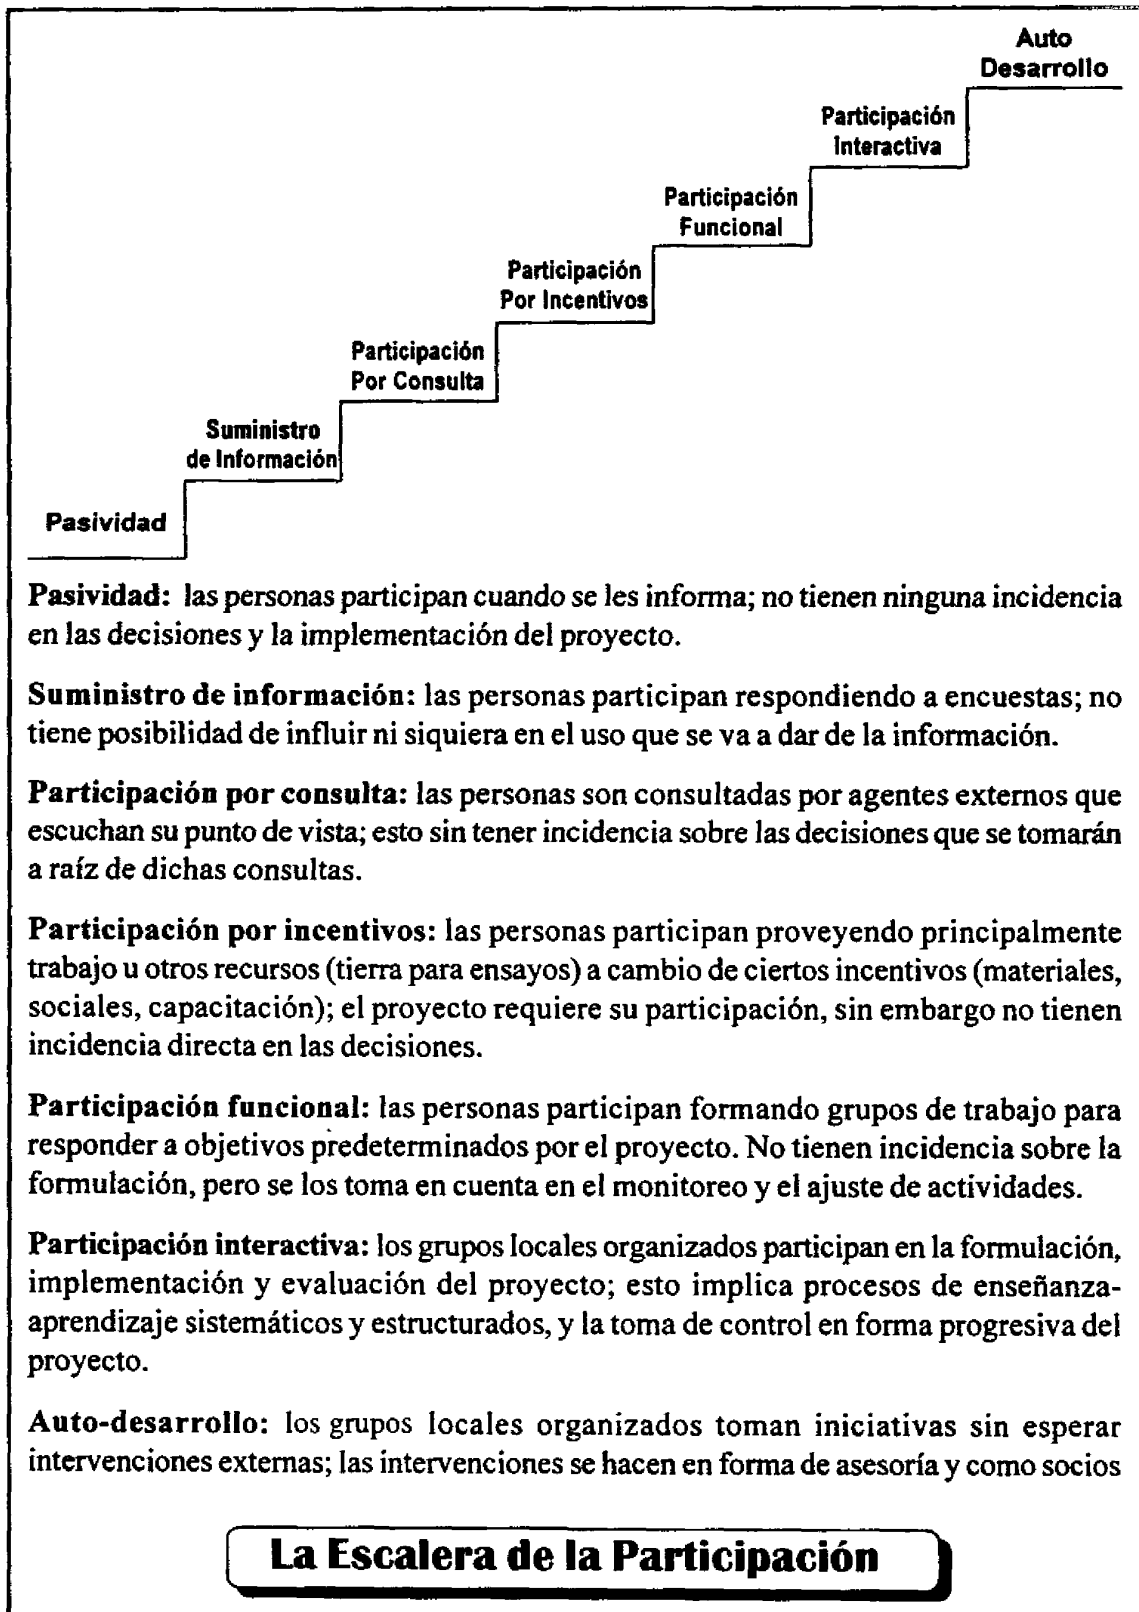 Auto
Desarrollo
Participación
Interactiva
Participación
Funcional
Participación
Por Incentivos
Participación
Por Consulta
Suministro
de Información
Pasividad
Pasividad: las personas participan cuando se les informa; no tienen ninguna incidencia
en las decisiones y la implementación del proyecto.
Suministro de información: las personas participan respondiendo a encuestas; no
tiene posibilidad de influir ni siquiera en el uso que se va a dar de la información.
Participación por consulta: las personas son consultadas por agentes externos que
escuchan su punto de vista; esto sin tener incidencia sobre las decisiones que se tomarán
a raíz de dichas consultas.
Participación por incentivos: las personas participan proveyendo principalmente
trabajo u otros recursos (tierra para ensayos) a cambio de ciertos incentivos (materiales,
sociales, capacitación); el proyecto requiere su participación, sin embargo no tienen
incidencia directa en las decisiones.
Participación funcional: las personas participan formando grupos de trabajo para
responder a objetivos predeterminados por el proyecto. No tienen incidencia sobre la
formulación, pero se los toma en cuenta en el monitoreo y el ajuste de actividades.
Participación interactiva: los grupos locales organizados participan en la formulación,
implementación y evaluación del proyecto; esto implica procesos de enseñanza-
aprendizaje sistemáticos y estructurados, y la toma de control en forma progresiva del
proyecto.
Auto-desarrollo: los grupos locales organizados toman iniciativas sin esperar
intervenciones externas; las intervenciones se hacen en forma de asesoría y como socios
La Escalera de la Participación